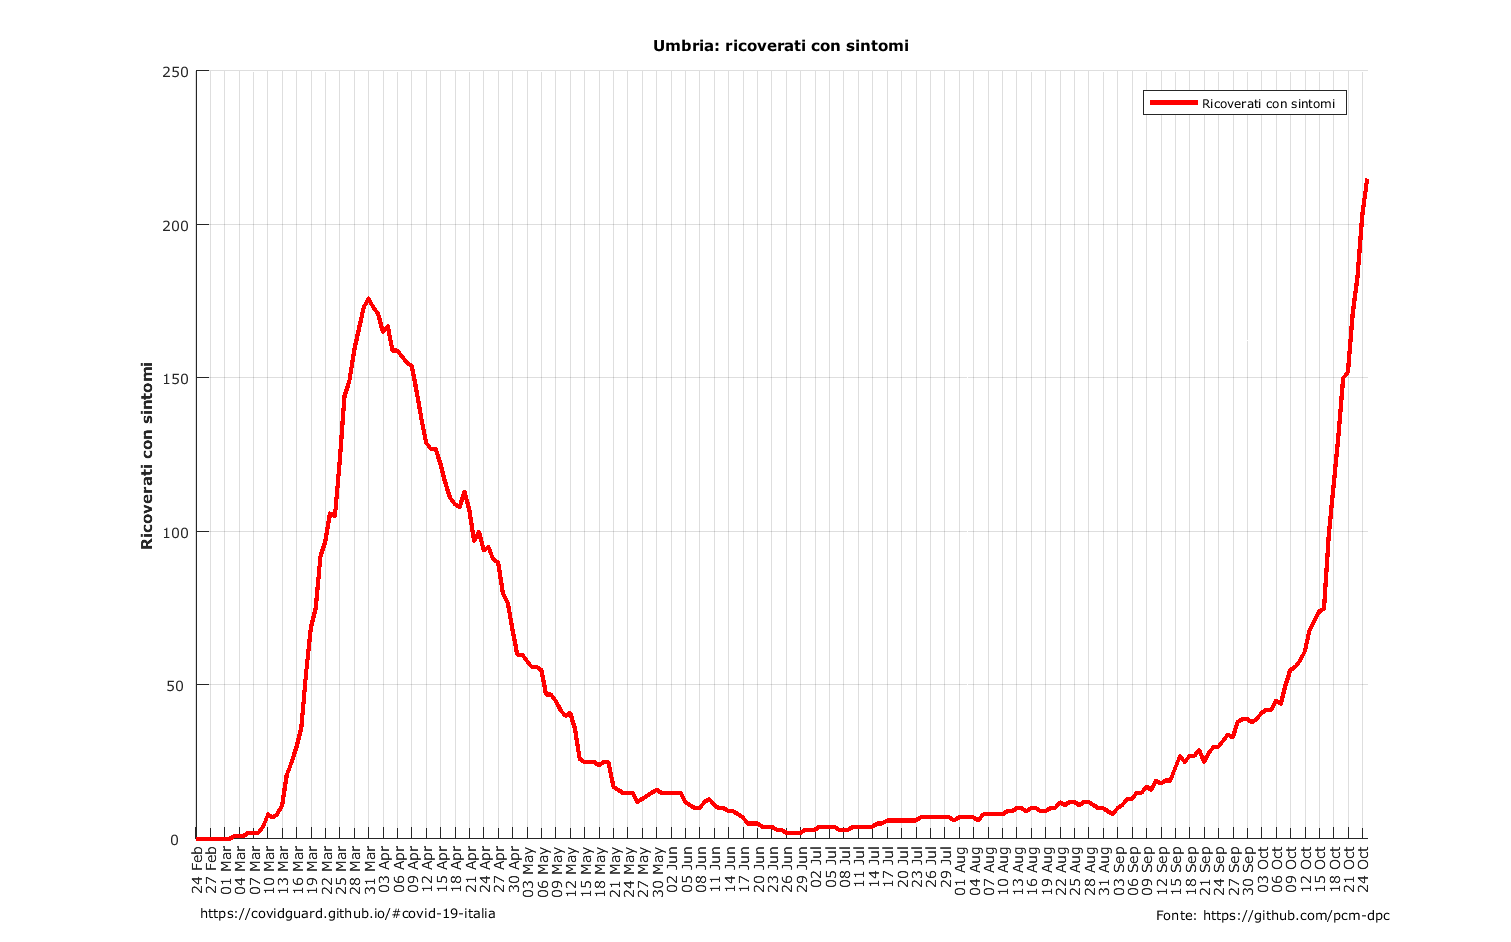 Umbria: ricoverati con sintomi
Ricoverati con sintomi
Ricoverati con sintomi
250
200
150
100
50
0
24 Feb
27 Feb
01 Mar
04 Mar
07 Mar
10 Mar
13 Mar
16 Mar
19 Mar
22 Mar
25 Mar
28 Mar
31 Mar
03 Apr
06 Apr
09 Apr
12 Apr
15 Apr
18 Apr
21 Apr
24 Apr
27 Apr
30 Apr
03 May
06 May
09 May
12 May
15 May
18 May
21 May
24 May
27 May
30 May
02 Jun
05 Jun
08 Jun
11 Jun
14 Jun
17 Jun
20 Jun
23 Jun
26 Jun
29 Jun
02 Jul
05 Jul
08 Jul
11 Jul
14 Jul
17 Jul
20 Jul
23 Jul
26 Jul
29 Jul
01 Aug
04 Aug
07 Aug
10 Aug
13 Aug
16 Aug
19 Aug
22 Aug
25 Aug
28 Aug
31 Aug
03 Sep
06 Sep
09 Sep
12 Sep
15 Sep
18 Sep
21 Sep
24 Sep
27 Sep
30 Sep
03 Oct
06 Oct
09 Oct
12 Oct
15 Oct
18 Oct
21 Oct
24 Oct
https://covidguard.github.io/#covid-19-italia
Fonte: https://github.com/pcm-dpc